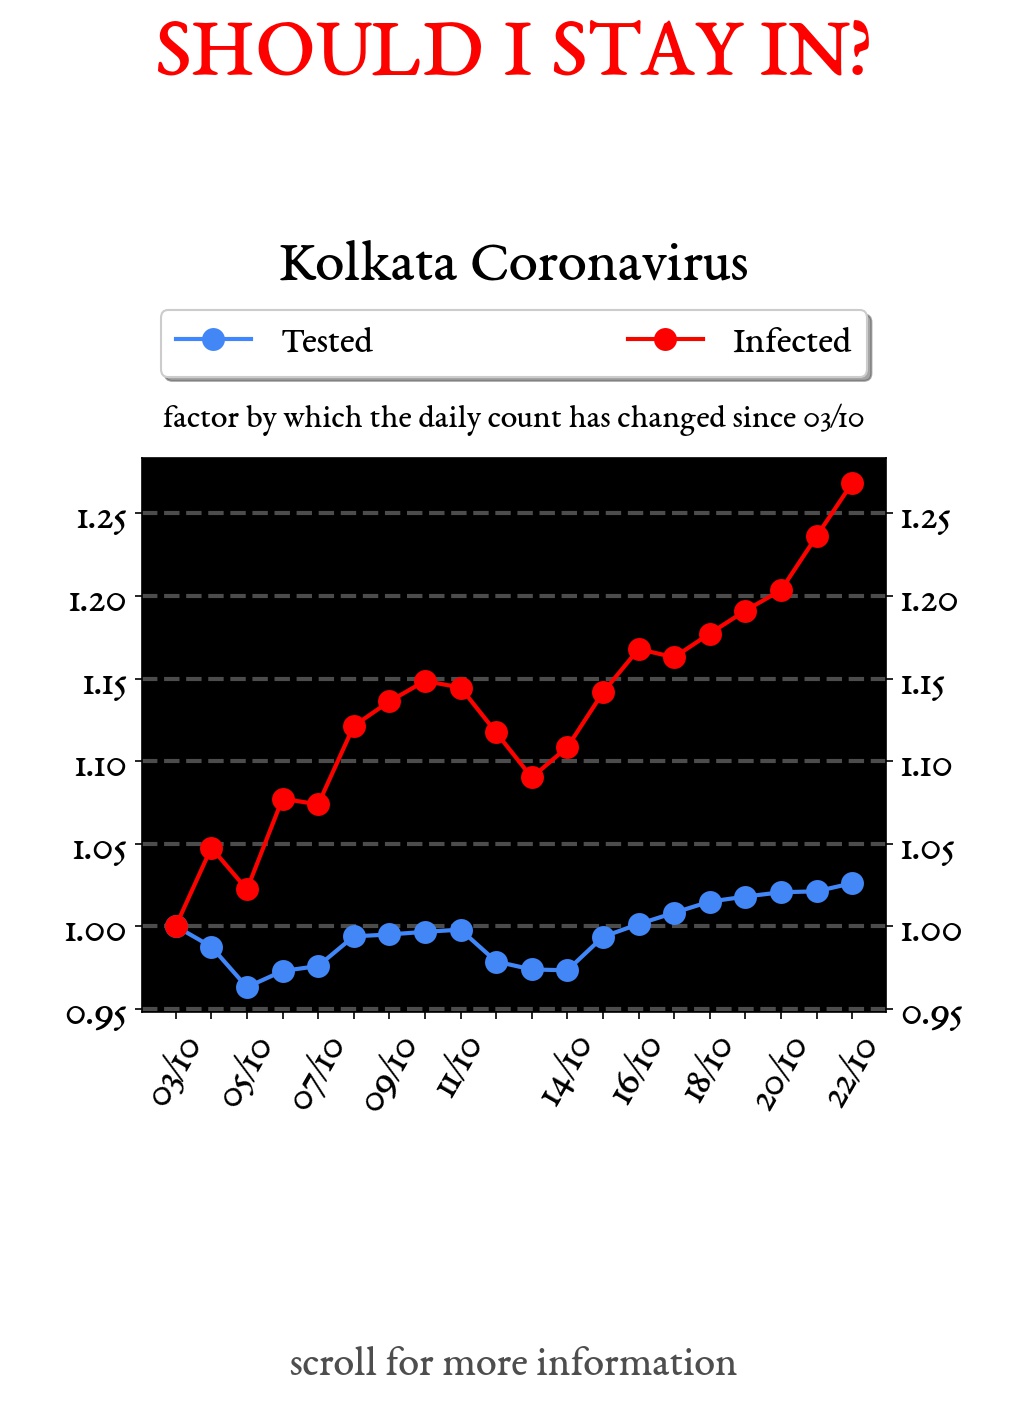 SHOULD I STAY IN?
Kolkata Coronavirus
Tested Infected
factor by which the daily count has changed since 03/10
1.25 1.25
1.20 1.20
1.15 1.15
1.10 1.10
1.05 1.05
1.00 1.00
0.95 0.95
03/10 05/10 07/10 09/10 11/10 14/10 16/10 18/10 20/10 22/10
scroll for more information